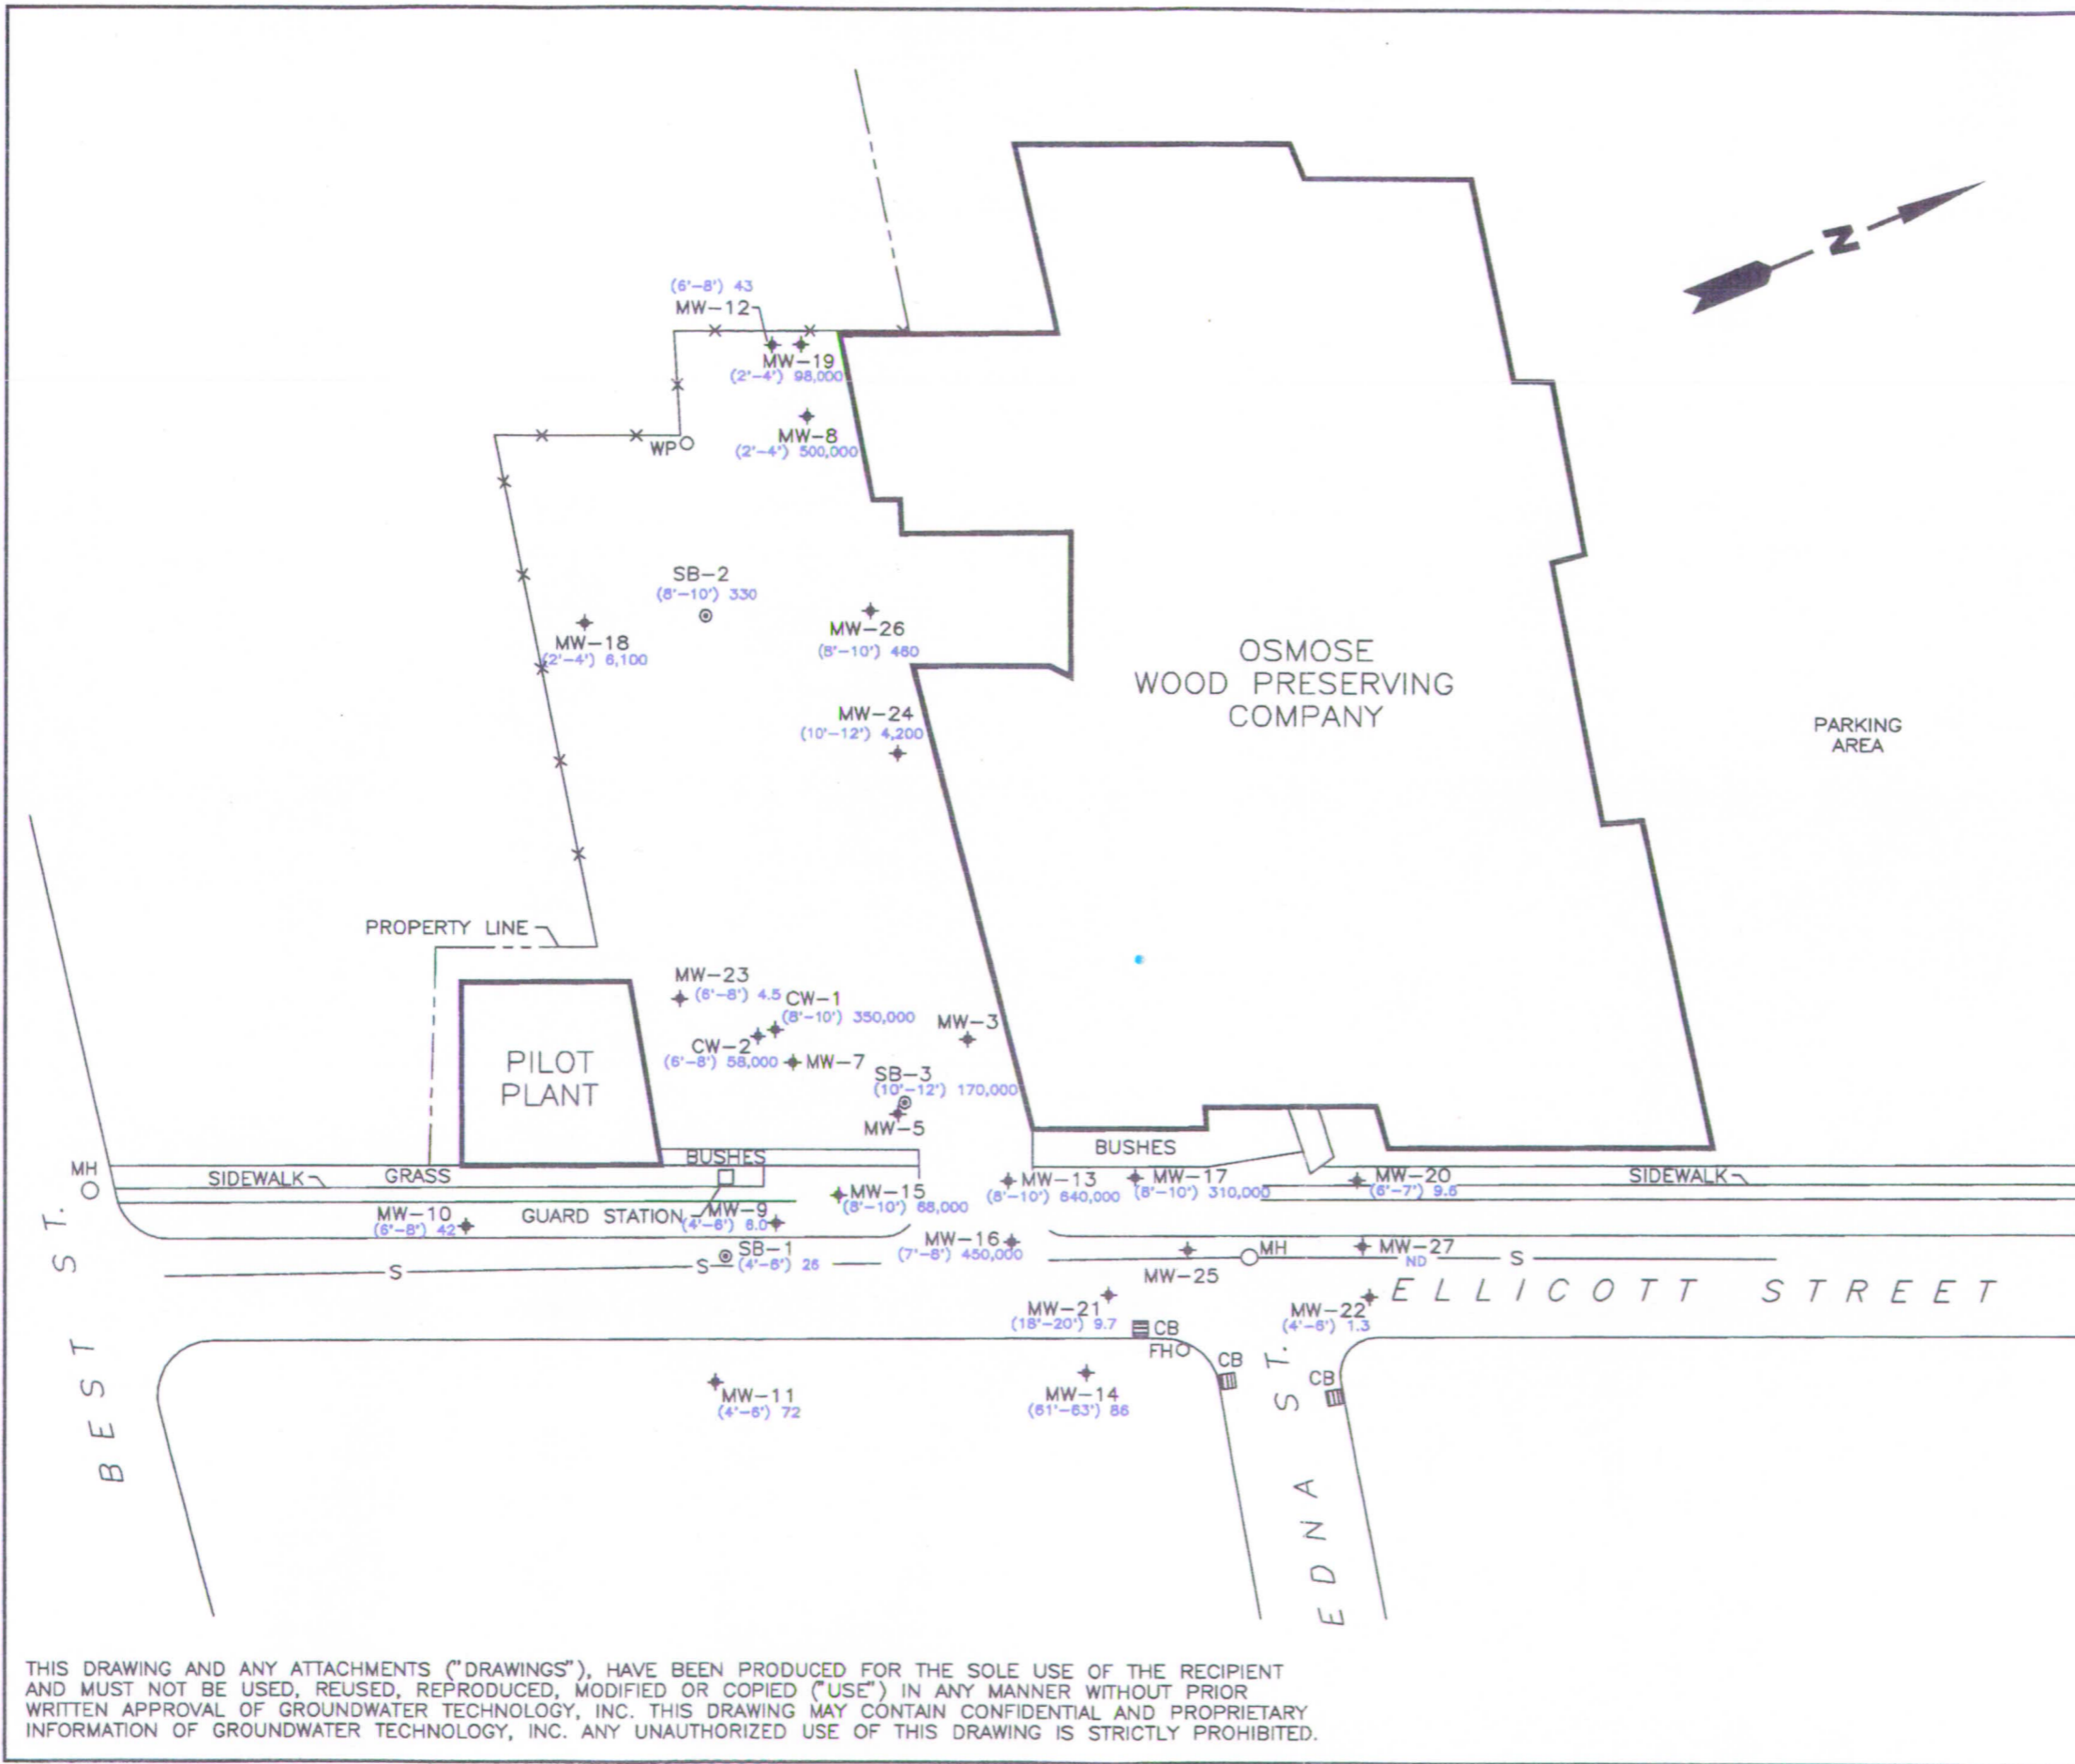 (6'-8') 43
MW-12
MW-19
(2'-4') 98,000
MW-8
(2'-4') 500,000
WP
N
SB-2
(8'-10') 330
MW-18
(2'-4') 6,100
MW-26
(8'-10') 460
MW-24
(10'-12') 4,200
OSMOSE
WOOD PRESERVING
COMPANY
PARKING
AREA
PROPERTY LINE
MW-23
(6'-8') 4.5
CW-1
(8'-10') 350,000
CW-2
(6'-8') 58,000
MW-7
MW-3
SB-3
(10'-12') 170,000
MW-5
PILOT
PLANT
BUSHES
BUSHES
MH
SIDEWALK
GRASS
MW-15
(8'-10') 68,000
MW-13
(8'-10') 640,000
MW-17
(8'-10') 310,000
MW-20
(6'-7') 9.6
SIDEWALK
MW-10
(6'-8') 42
GUARD STATION
MW-9
(4'-6') 6.0
SB-1
(4'-6') 26
MW-16
(7'-8') 450,000
MW-25
MH
MW-27
ND
S
S
S
ELLICOTT STREET
MW-21
(18'-20') 9.7
CB
FH
MW-22
(4'-6') 1.3
CB
CB
MW-11
(4'-6') 72
MW-14
(61'-63') 86
BEST ST.
EDNA ST.
THIS DRAWING AND ANY ATTACHMENTS ("DRAWINGS"), HAVE BEEN PRODUCED FOR THE SOLE USE OF THE RECIPIENT
AND MUST NOT BE USED, REUSED, REPRODUCED, MODIFIED OR COPIED ("USE") IN ANY MANNER WITHOUT PRIOR
WRITTEN APPROVAL OF GROUNDWATER TECHNOLOGY, INC. THIS DRAWING MAY CONTAIN CONFIDENTIAL AND PROPRIETARY
INFORMATION OF GROUNDWATER TECHNOLOGY, INC. ANY UNAUTHORIZED USE OF THIS DRAWING IS STRICTLY PROHIBITED.